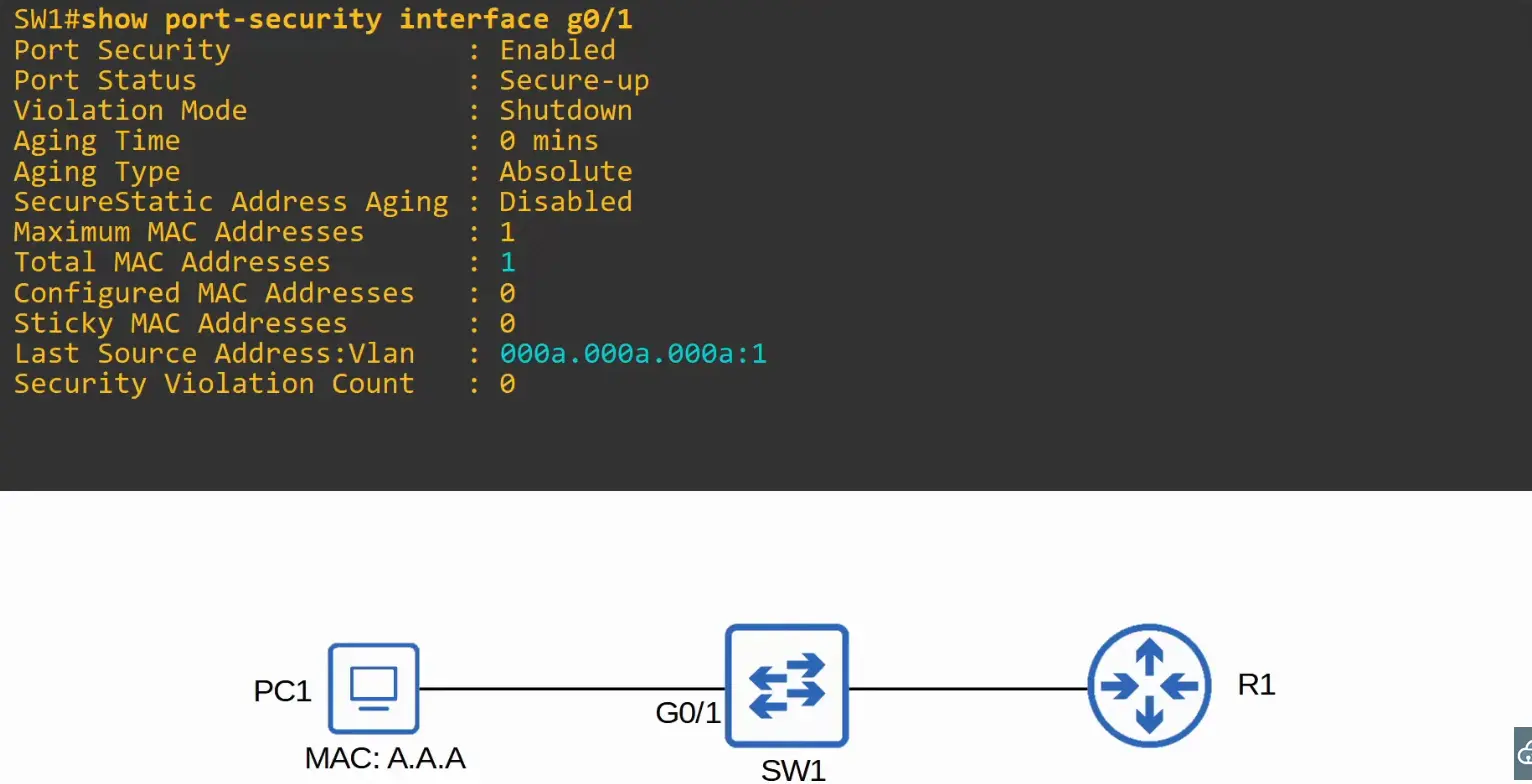 SW1#show port-security interface g0/1
Port Security : Enabled
Port Status : Secure-up
Violation Mode : Shutdown
Aging Time : 0 mins
Aging Type : Absolute
SecureStatic Address Aging : Disabled
Maximum MAC Addresses : 1
Total MAC Addresses : 1
Configured MAC Addresses : 0
Sticky MAC Addresses : 0
Last Source Address:Vlan : 000a.000a.000a:1
Security Violation Count : 0
PC1
G0/1
R1
MAC: A.A.A
SW1